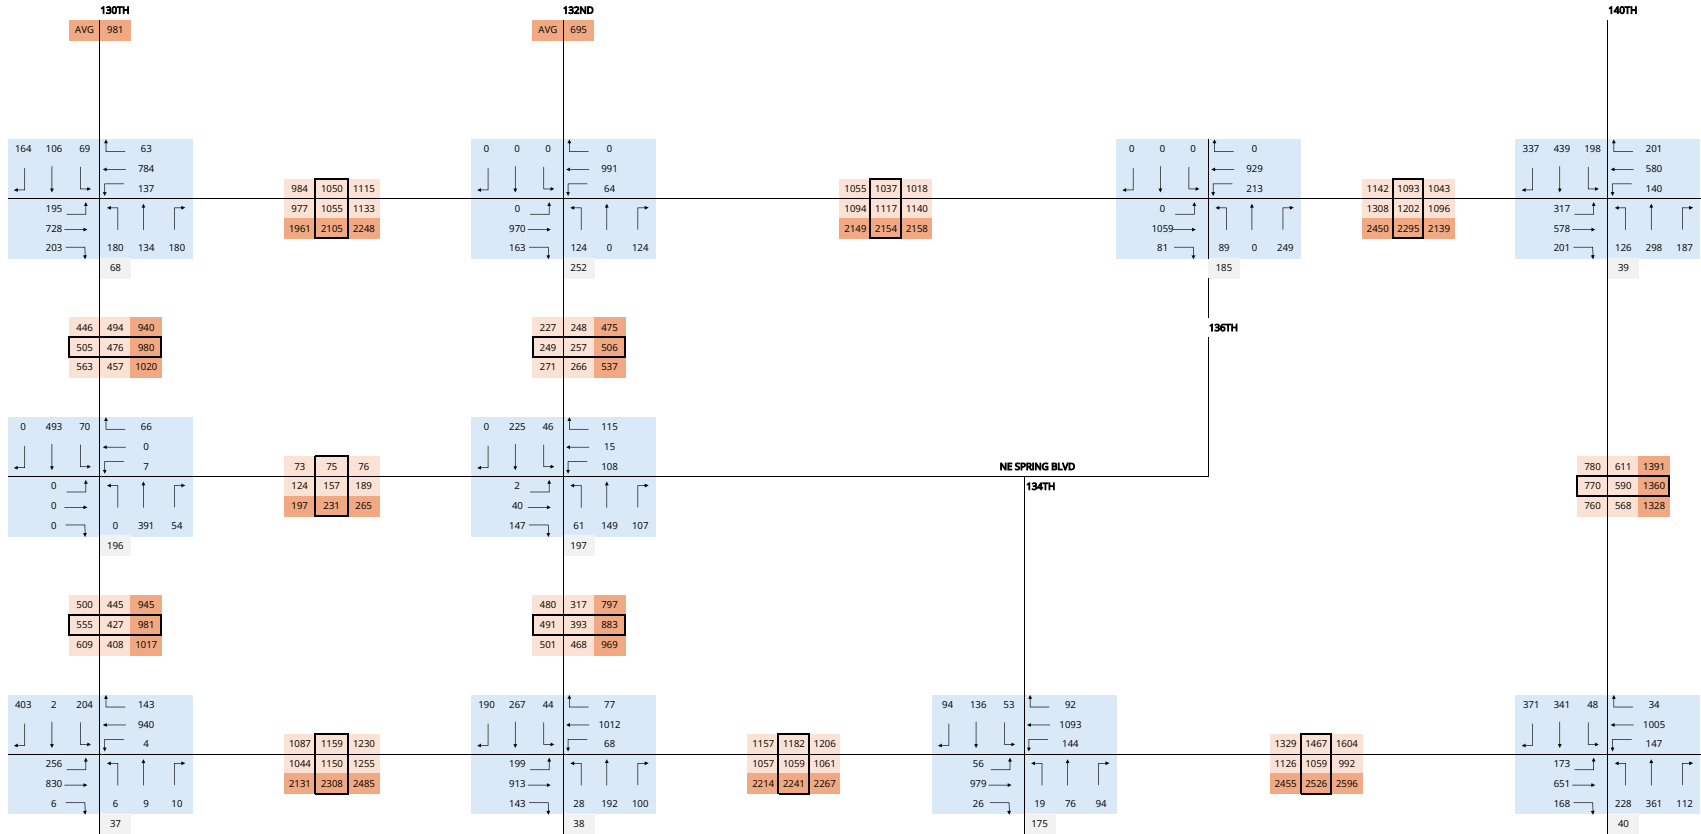 130TH 132ND 140TH
AVG 981 AVG 695
164 106 69 63 0 0 0 0 0 0 0 0 337 439 198 201
784 991 929 580
137 984 1050 1115 64 1055 1037 1018 213 1142 1093 1043 140
195 977 1055 1133 0 1094 1117 1140 0 1308 1202 1096 317
728 1961 2105 2248 970 2149 2154 2158 1059 2450 2295 2139 578
203 180 134 180 163 124 0 124 81 89 0 249 201 126 298 187
68 252 185 39
446 494 940 227 248 475 136TH
505 476 980 249 257 506
563 457 1020 271 266 537
0 493 70 66 0 225 46 115
0 15
7 73 75 76 108 NE SPRING BLVD 780 611 1391
0 124 157 189 2 134TH 770 590 1360
0 197 231 265 40 760 568 1328
0 0 391 54 147 61 149 107
196 197
500 445 945 480 317 797
555 427 981 491 393 883
609 408 1017 501 468 969
403 2 204 143 190 267 44 77 94 136 53 92 371 341 48 34
940 1012 1093 1005
4 1087 1159 1230 68 1157 1182 1206 144 1329 1467 1604 147
256 1044 1150 1255 199 1057 1059 1061 56 1126 1059 992 173
830 2131 2308 2485 913 2214 2241 2267 979 2455 2526 2596 651
6 6 9 10 143 28 192 100 26 19 76 94 168 228 361 112
37 38 175 40